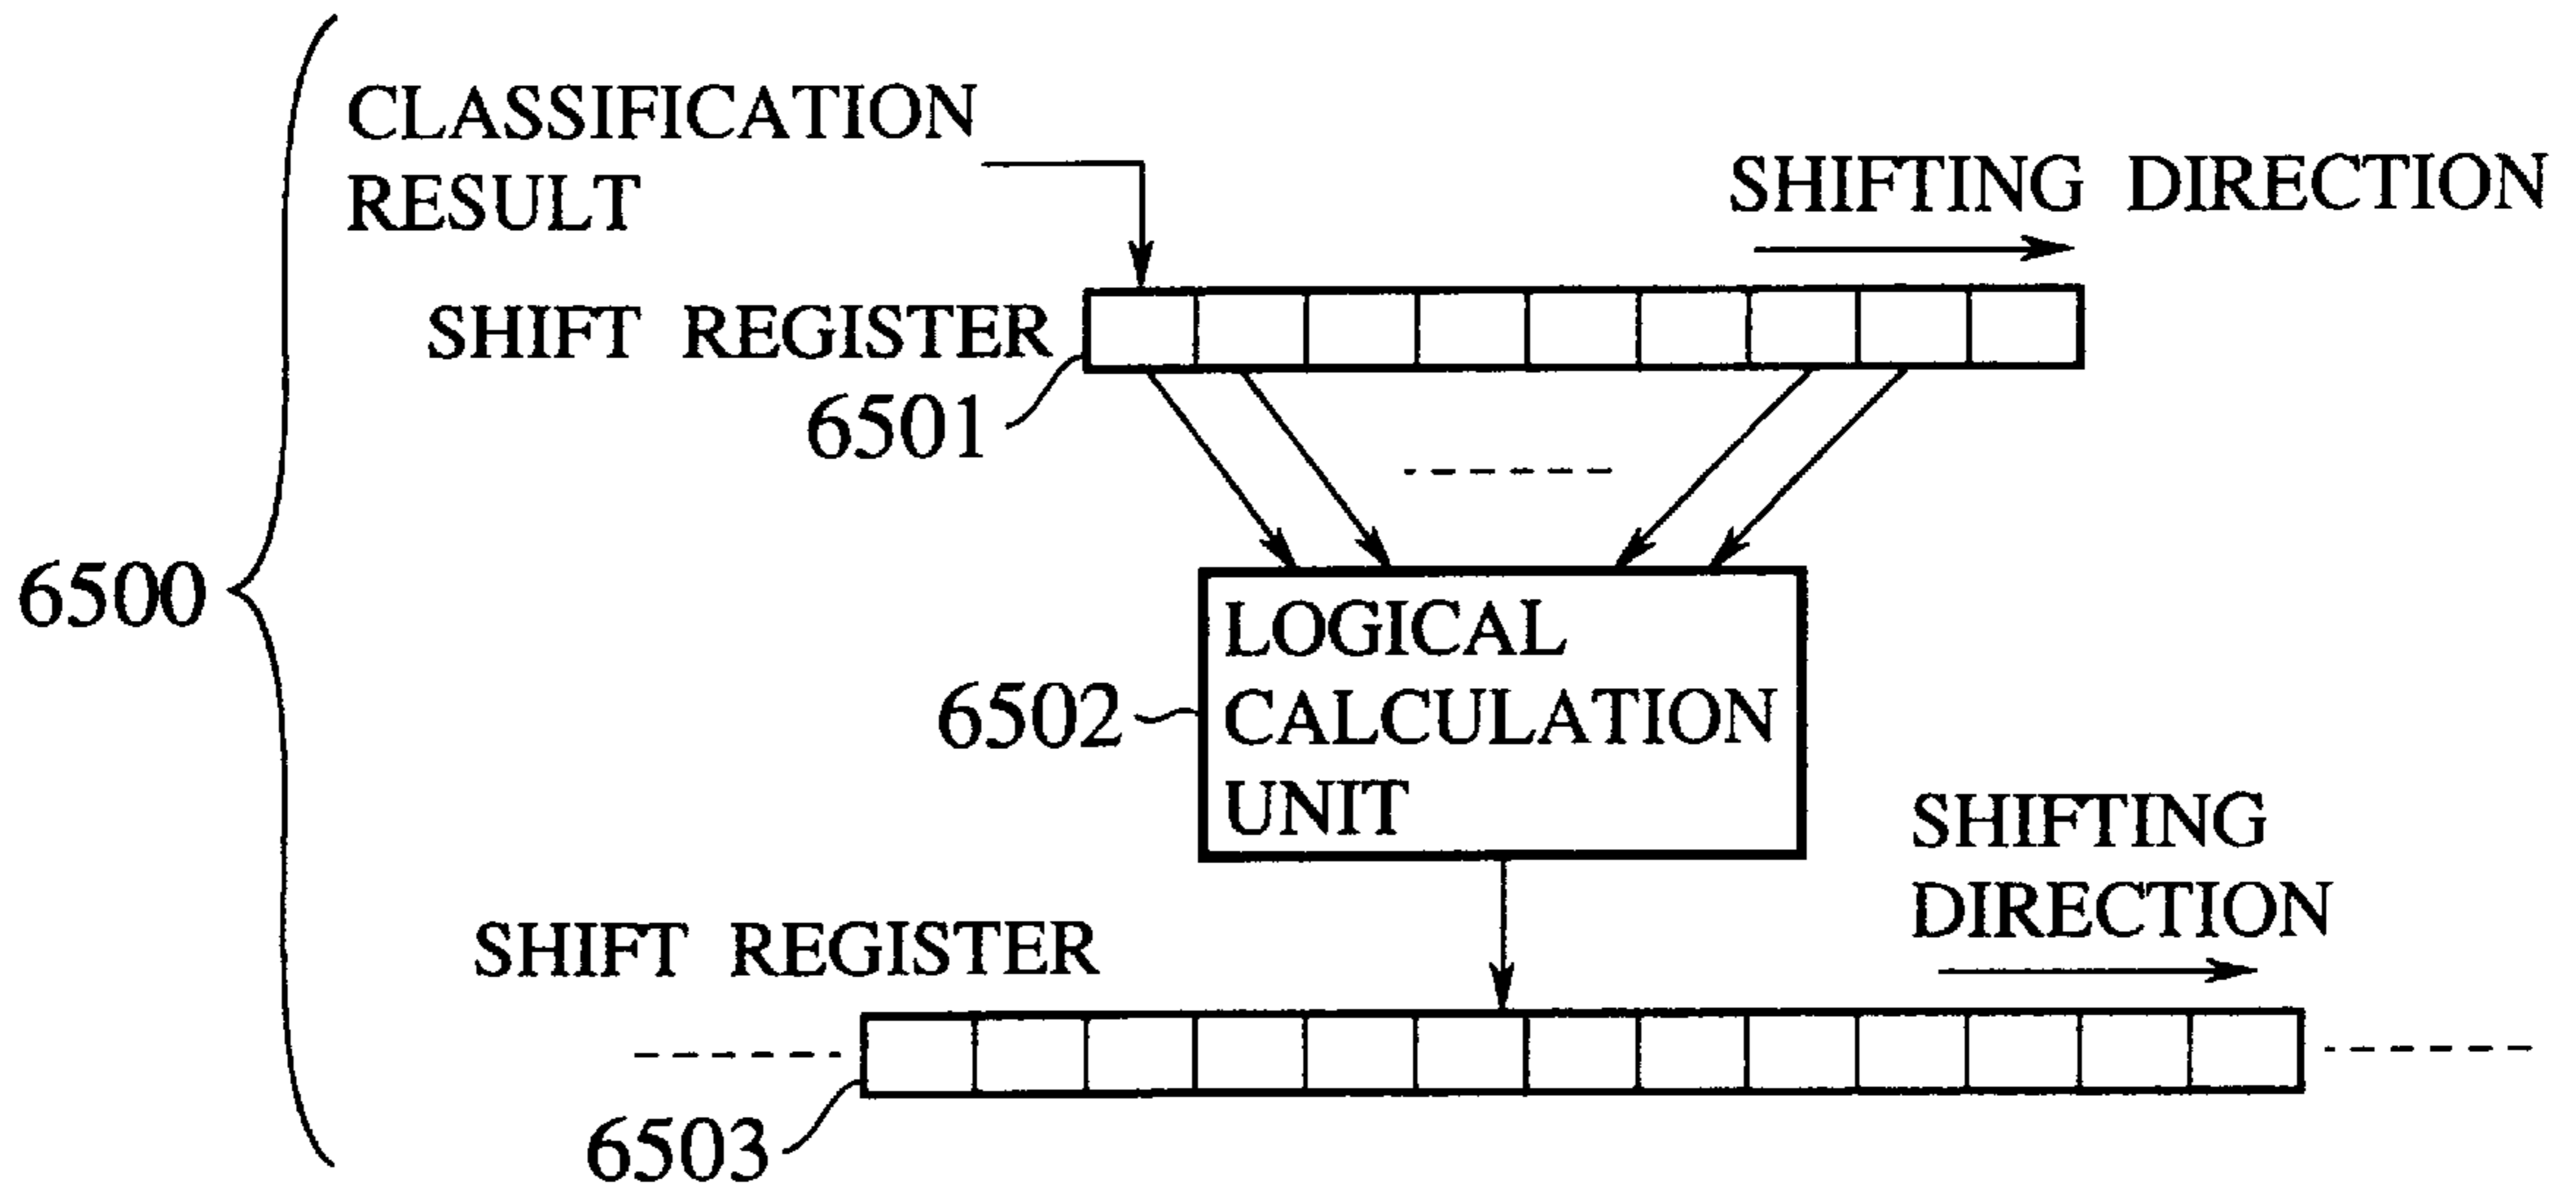 CLASSIFICATION
RESULT
SHIFTING DIRECTION
SHIFT REGISTER
6501
6500
LOGICAL
6502 CALCULATION
UNIT
SHIFTING
DIRECTION
SHIFT REGISTER
6503